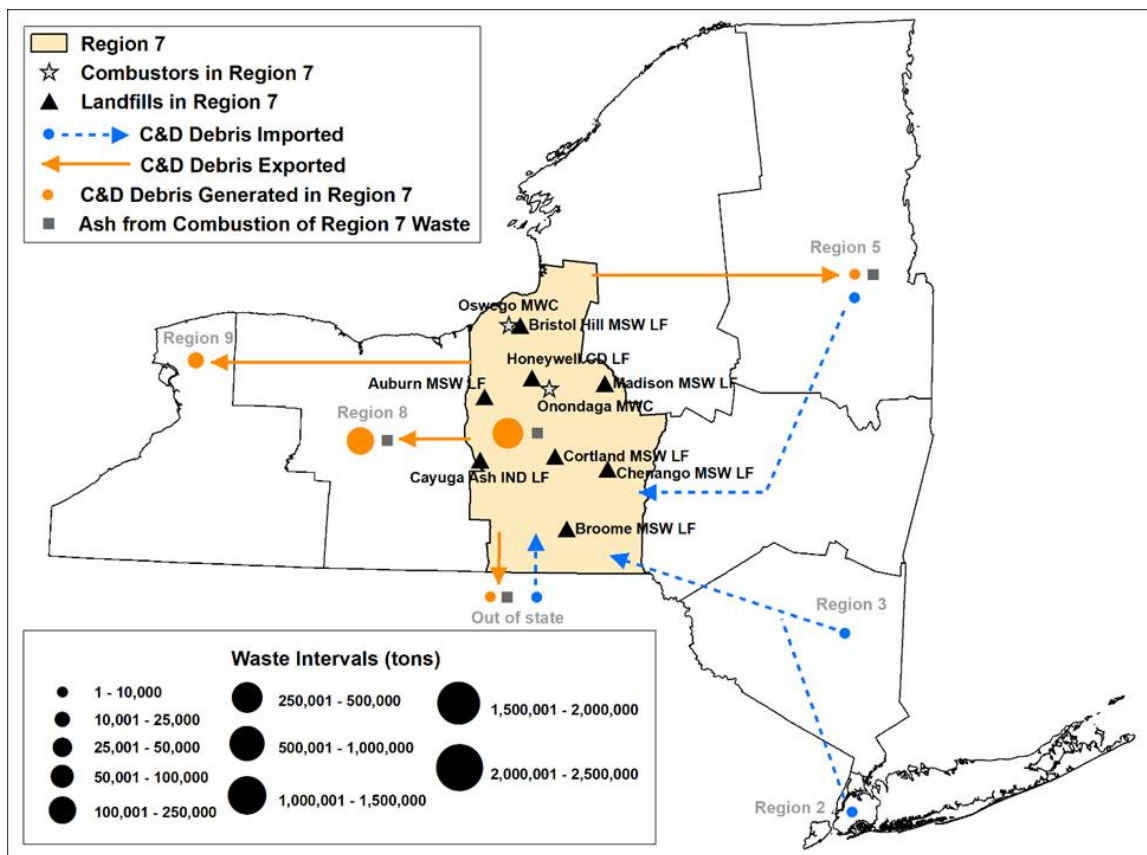 Region 7
Combustors in Region 7
Landfills in Region 7
C&D Debris Imported
C&D Debris Exported
C&D Debris Generated in Region 7
Ash from Combustion of Region 7 Waste
Region 5
Oswego MWC
Bristol Hill MSW LF
Region 9
Honeywell CD LF
Auburn MSW LF
Madison MSW LF
Onondaga MWC
Region 8
Cortland MSW LF
Cayuga Ash IND LF
Chenango MSW LF
Broome MSW LF
Region 3
Out of state
Waste Intervals (tons)
1 - 10,000
10,001 - 25,000
25,001 - 50,000
50,001 - 100,000
100,001 - 250,000
250,001 - 500,000
500,001 - 1,000,000
1,000,001 - 1,500,000
1,500,001 - 2,000,000
2,000,001 - 2,500,000
Region 2